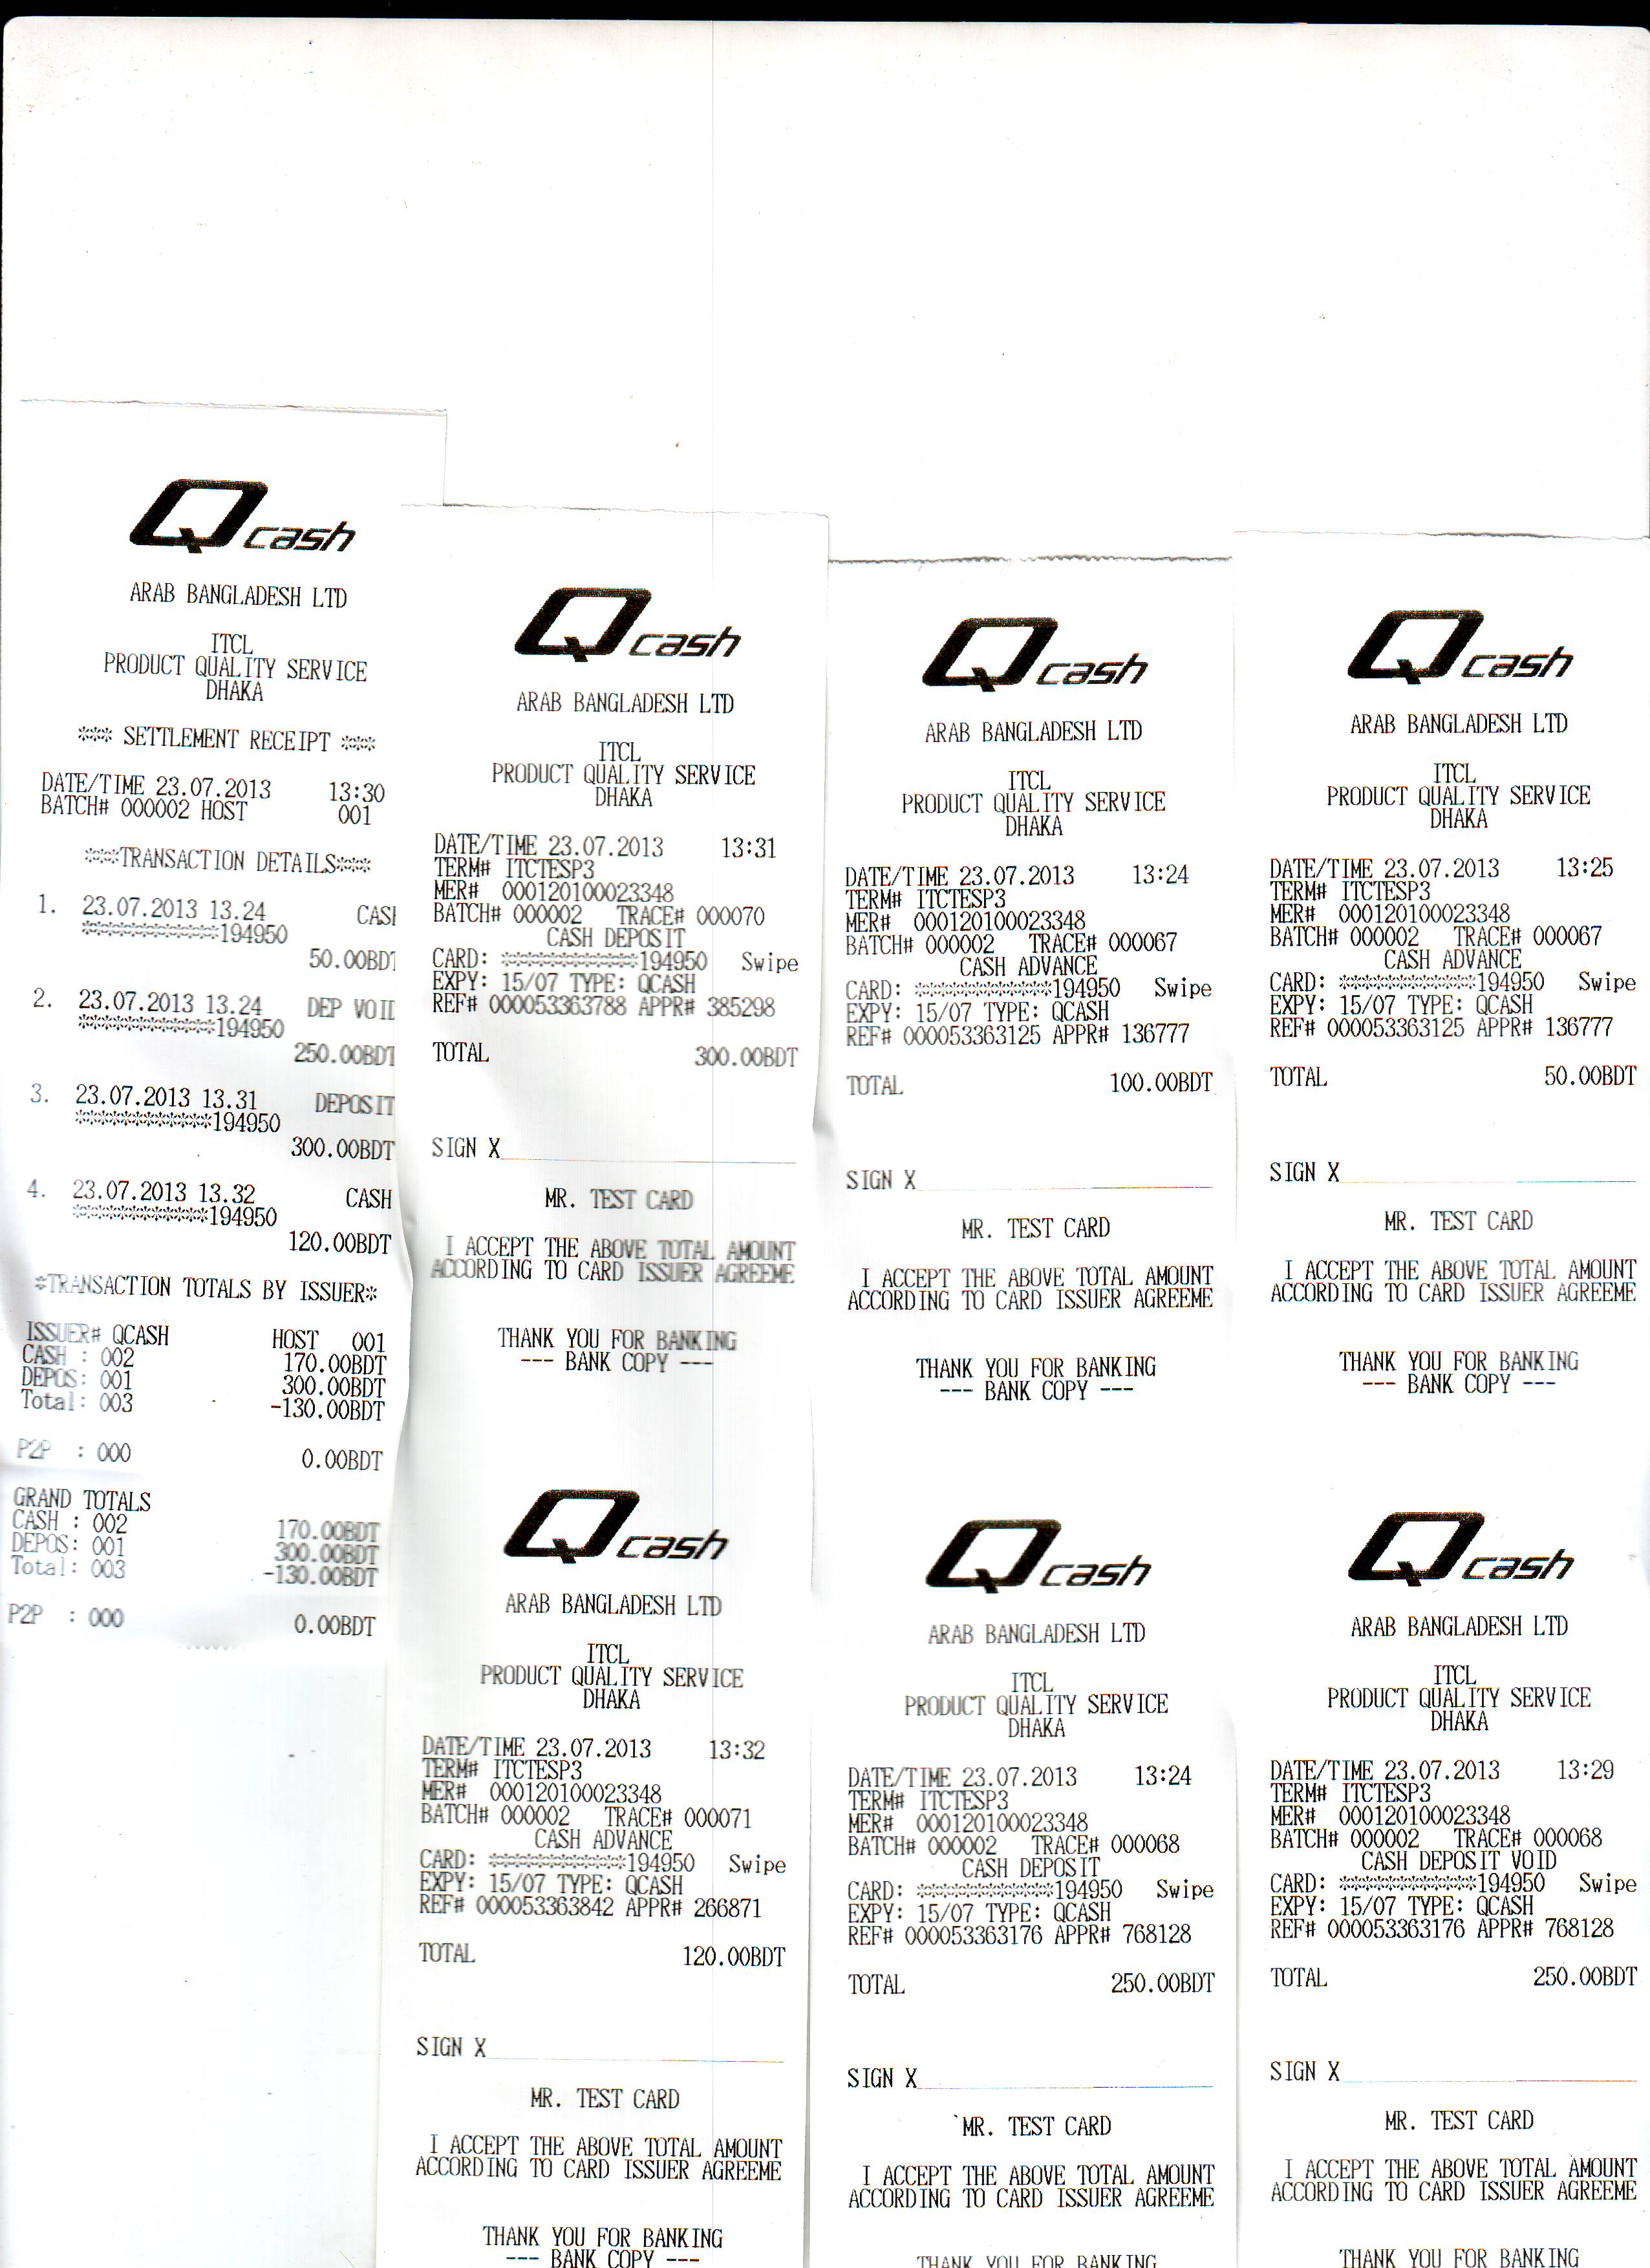 Qcash
ARAB BANGLADESH LTD
ITCL
PRODUCT QUALITY SERVICE
DHAKA
*** SETTLEMENT RECEIPT ***
DATE/TIME 23.07.2013 13:30
BATCH# 000002 HOST 001
***TRANSACTION DETAILS***
1. 23.07.2013 13.24 CASH
*************194950
50.00BDT
2. 23.07.2013 13.24 DEP VOID
*************194950
250.00BDT
3. 23.07.2013 13.31 DEPOSIT
*************194950
300.00BDT
4. 23.07.2013 13.32 CASH
*************194950
120.00BDT
*TRANSACTION TOTALS BY ISSUER*
ISSUER# QCASH HOST 001
CASH : 002 170.00BDT
DEPOS: 001 300.00BDT
Total: 003 -130.00BDT
P2P : 000 0.00BDT
GRAND TOTALS
CASH : 002 170.00BDT
DEPOS: 001 300.00BDT
Total: 003 -130.00BDT
P2P : 000 0.00BDT
Qcash
ARAB BANGLADESH LTD
ITCL
PRODUCT QUALITY SERVICE
DHAKA
DATE/TIME 23.07.2013 13:31
TERM# ITCTESP3
MER# 000120100023348
BATCH# 000002 TRACE# 000070
CASH DEPOSIT
CARD: *************194950 Swipe
EXPY: 15/07 TYPE: QCASH
REF# 000053363788 APPR# 385298
TOTAL 300.00BDT
SIGN X
MR. TEST CARD
I ACCEPT THE ABOVE TOTAL AMOUNT
ACCORDING TO CARD ISSUER AGREEME
THANK YOU FOR BANKING
--- BANK COPY ---
Qcash
ARAB BANGLADESH LTD
ITCL
PRODUCT QUALITY SERVICE
DHAKA
DATE/TIME 23.07.2013 13:32
TERM# ITCTESP3
MER# 000120100023348
BATCH# 000002 TRACE# 000071
CASH ADVANCE
CARD: *************194950 Swipe
EXPY: 15/07 TYPE: QCASH
REF# 000053363842 APPR# 266871
TOTAL 120.00BDT
SIGN X
MR. TEST CARD
I ACCEPT THE ABOVE TOTAL AMOUNT
ACCORDING TO CARD ISSUER AGREEME
THANK YOU FOR BANKING
--- BANK COPY ---
Qcash
ARAB BANGLADESH LTD
ITCL
PRODUCT QUALITY SERVICE
DHAKA
DATE/TIME 23.07.2013 13:24
TERM# ITCTESP3
MER# 000120100023348
BATCH# 000002 TRACE# 000067
CASH ADVANCE
CARD: *************194950 Swipe
EXPY: 15/07 TYPE: QCASH
REF# 000053363125 APPR# 136777
TOTAL 100.00BDT
SIGN X
MR. TEST CARD
I ACCEPT THE ABOVE TOTAL AMOUNT
ACCORDING TO CARD ISSUER AGREEME
THANK YOU FOR BANKING
--- BANK COPY ---
Qcash
ARAB BANGLADESH LTD
ITCL
PRODUCT QUALITY SERVICE
DHAKA
DATE/TIME 23.07.2013 13:24
TERM# ITCTESP3
MER# 000120100023348
BATCH# 000002 TRACE# 000068
CASH DEPOSIT
CARD: *************194950 Swipe
EXPY: 15/07 TYPE: QCASH
REF# 000053363176 APPR# 768128
TOTAL 250.00BDT
SIGN X
MR. TEST CARD
I ACCEPT THE ABOVE TOTAL AMOUNT
ACCORDING TO CARD ISSUER AGREEME
THANK YOU FOR BANKING
Qcash
ARAB BANGLADESH LTD
ITCL
PRODUCT QUALITY SERVICE
DHAKA
DATE/TIME 23.07.2013 13:25
TERM# ITCTESP3
MER# 000120100023348
BATCH# 000002 TRACE# 000067
CASH ADVANCE
CARD: *************194950 Swipe
EXPY: 15/07 TYPE: QCASH
REF# 000053363125 APPR# 136777
TOTAL 50.00BDT
SIGN X
MR. TEST CARD
I ACCEPT THE ABOVE TOTAL AMOUNT
ACCORDING TO CARD ISSUER AGREEME
THANK YOU FOR BANKING
--- BANK COPY ---
Qcash
ARAB BANGLADESH LTD
ITCL
PRODUCT QUALITY SERVICE
DHAKA
DATE/TIME 23.07.2013 13:29
TERM# ITCTESP3
MER# 000120100023348
BATCH# 000002 TRACE# 000068
CASH DEPOSIT VOID
CARD: *************194950 Swipe
EXPY: 15/07 TYPE: QCASH
REF# 000053363176 APPR# 768128
TOTAL 250.00BDT
SIGN X
MR. TEST CARD
I ACCEPT THE ABOVE TOTAL AMOUNT
ACCORDING TO CARD ISSUER AGREEME
THANK YOU FOR BANKING